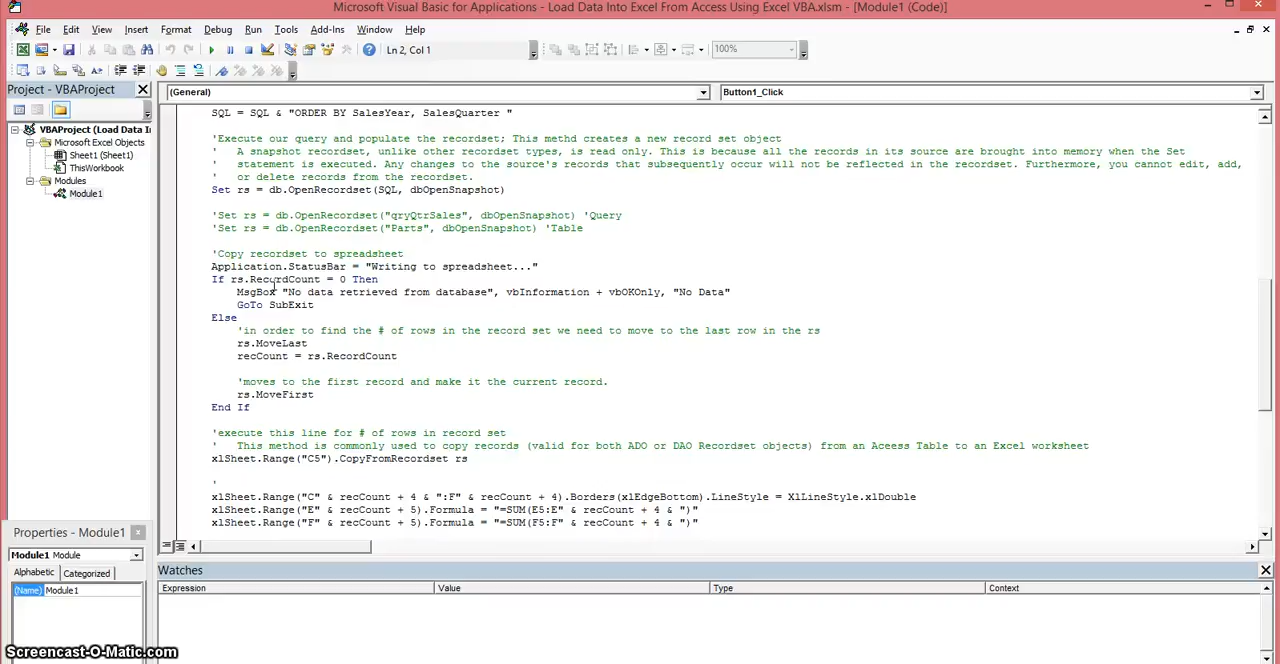 Microsoft Visual Basic for Applications - Load Data Into Excel From Access Using Excel VBA.xlsm - [Module1 (Code)]
File Edit View Insert Format Debug Run Tools Add-Ins Window Help
Ln 2, Col 1
100%
Project - VBAProject
(General)
Button1_Click
VBAProject (Load Data I
Microsoft Excel Objects
Sheet1 (Sheet1)
ThisWorkbook
Modules
Module1
SQL = SQL & "ORDER BY SalesYear, SalesQuarter "
'Execute our query and populate the recordset; This methd creates a new record set object
'   A snapshot recordset, unlike other recordset types, is read only. This is because all the records in its source are brought into memory when the Set
'   statement is executed. Any changes to the source's records that subsequently occur will not be reflected in the recordset. Furthermore, you cannot edit, add,
'   or delete records from the recordset.
Set rs = db.OpenRecordset(SQL, dbOpenSnapshot)
'Set rs = db.OpenRecordset("qryQtrSales", dbOpenSnapshot) 'Query
'Set rs = db.OpenRecordset("Parts", dbOpenSnapshot) 'Table
'Copy recordset to spreadsheet
Application.StatusBar = "Writing to spreadsheet..."
If rs.RecordCount = 0 Then
MsgBox "No data retrieved from database", vbInformation + vbOKOnly, "No Data"
GoTo SubExit
Else
'in order to find the # of rows in the record set we need to move to the last row in the rs
rs.MoveLast
recCount = rs.RecordCount
'moves to the first record and make it the current record.
rs.MoveFirst
End If
'execute this line for # of rows in record set
'   This method is commonly used to copy records (valid for both ADO or DAO Recordset objects) from an Aceess Table to an Excel worksheet
xlSheet.Range("C5").CopyFromRecordset rs
'
xlSheet.Range("C" & recCount + 4 & ":F" & recCount + 4).Borders(xlEdgeBottom).LineStyle = XlLineStyle.xlDouble
xlSheet.Range("E" & recCount + 5).Formula = "=SUM(E5:E" & recCount + 4 & ")"
xlSheet.Range("F" & recCount + 5).Formula = "=SUM(F5:F" & recCount + 4 & ")"
Properties - Module1
Module1 Module
Alphabetic Categorized
(Name) Module1
Watches
Expression Value Type Context
Screencast-O-Matic.com